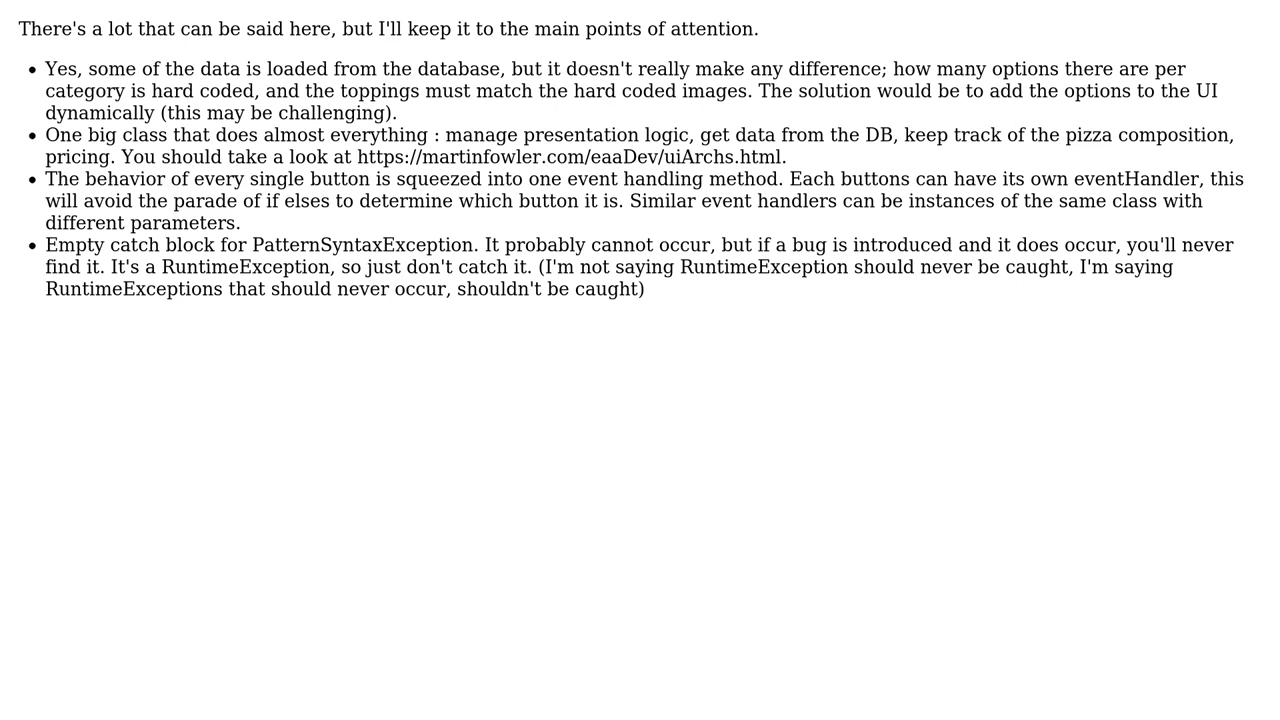 There's a lot that can be said here, but I'll keep it to the main points of attention.
Yes, some of the data is loaded from the database, but it doesn't really make any difference; how many options there are per
category is hard coded, and the toppings must match the hard coded images. The solution would be to add the options to the UI
dynamically (this may be challenging).
One big class that does almost everything : manage presentation logic, get data from the DB, keep track of the pizza composition,
pricing. You should take a look at https://martinfowler.com/eaaDev/uiArchs.html.
The behavior of every single button is squeezed into one event handling method. Each buttons can have its own eventHandler, this
will avoid the parade of if elses to determine which button it is. Similar event handlers can be instances of the same class with
different parameters.
Empty catch block for PatternSyntaxException. It probably cannot occur, but if a bug is introduced and it does occur, you'll never
find it. It's a RuntimeException, so just don't catch it. (I'm not saying RuntimeException should never be caught, I'm saying
RuntimeExceptions that should never occur, shouldn't be caught)